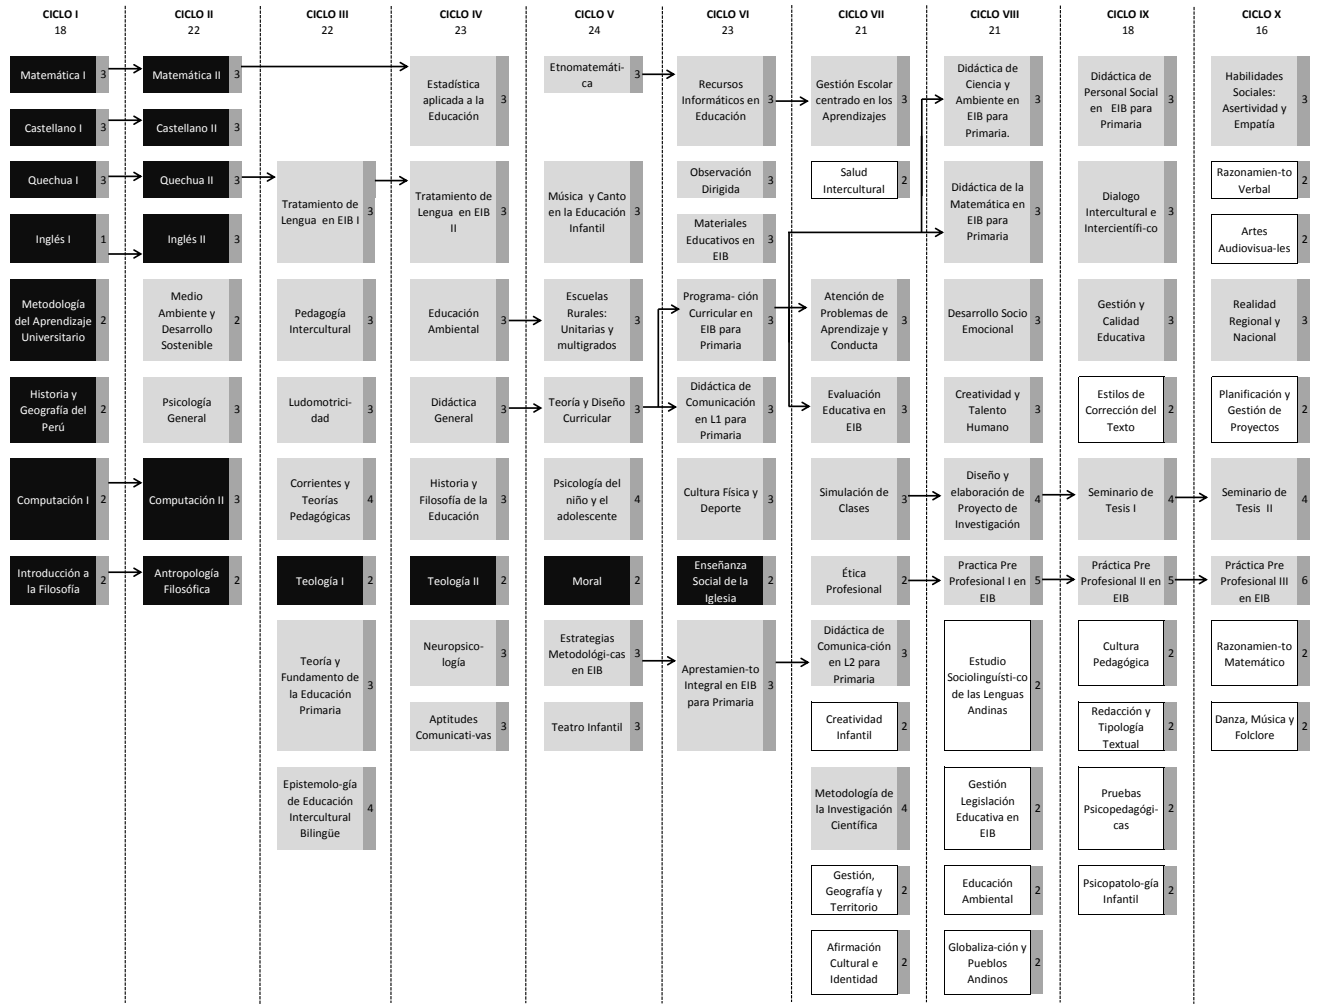 CICLO I
18
Matemática I 3
Castellano I 3
Quechua I 3
Inglés I 1
Metodología
del Aprendizaje 2
Universitario
Historia y
Geografía del 2
Perú
Computación I 2
Introducción a
la Filosofía 2
CICLO II
22
Matemática II 3
Castellano II 3
Quechua II 3
Inglés II 3
Medio
Ambiente y
Desarrollo 2
Sostenible
Psicología
General 3
Computación II 3
Antropología
Filosófica 2
CICLO III
22
Tratamiento de
Lengua en EIB I 3
Pedagogía
Intercultural 3
Ludomotrici-
dad 3
Corrientes y
Teorías 4
Pedagógicas
Teología I 2
Teoría y
Fundamento de
la Educación 3
Primaria
Epistemolo-gía
de Educación
Intercultural 4
Bilingüe
CICLO IV
23
Estadística
aplicada a la 3
Educación
Tratamiento de
Lengua en EIB 3
II
Educación
Ambiental 3
Didáctica
General 3
Historia y
Filosofía de la 3
Educación
Teología II 2
Neuropsico-
logía 3
Aptitudes
Comunicati-vas 3
CICLO V
24
Etnomatemáti-
ca 3
Música y Canto
en la Educación 3
Infantil
Escuelas
Rurales:
Unitarias y 3
multigrados
Teoría y Diseño
Curricular 3
Psicología del
niño y el 4
adolescente
Moral 2
Estrategias
Metodológi-cas 3
en EIB
Teatro Infantil 3
CICLO VI
23
Recursos
Informáticos en 3
Educación
Observación
Dirigida 3
Materiales
Educativos en 3
EIB
Programa- ción
Curricular en
EIB para 3
Primaria
Didáctica de
Comunicación 3
en L1 para
Primaria
Cultura Física y
Deporte 3
Enseñanza
Social de la 2
Iglesia
Aprestamien-to
Integral en EIB 3
para Primaria
CICLO VII
21
Gestión Escolar
centrado en los 3
Aprendizajes
Salud
Intercultural 2
Atención de
Problemas de
Aprendizaje y 3
Conducta
Evaluación
Educativa en 3
EIB
Simulación de
Clases 3
Ética
Profesional 2
Didáctica de
Comunica-ción 3
en L2 para
Primaria
Creatividad
Infantil 2
Metodología de
la Investigación 4
Científica
Gestión,
Geografía y 2
Territorio
Afirmación
Cultural e 2
Identidad
CICLO VIII
21
Didáctica de
Ciencia y
Ambiente en 3
EIB para
Primaria.
Didáctica de la
Matemática en 3
EIB para
Primaria
Desarrollo Socio
Emocional 3
Creatividad y
Talento 3
Humano
Diseño y
elaboración de
Proyecto de 4
Investigación
Practica Pre
Profesional I en 5
EIB
Estudio
Sociolinguísti-co
de las Lenguas 2
Andinas
Gestión
Legislación
Educativa en 2
EIB
Educación
Ambiental 2
Globaliza-ción y
Pueblos 2
Andinos
CICLO IX
18
Didáctica de
Personal Social
en EIB para 3
Primaria
Dialogo
Intercultural e 3
Intercientífi-co
Gestión y
Calidad 3
Educativa
Estilos de
Corrección del 2
Texto
Seminario de
Tesis I 4
Práctica Pre
Profesional II en 5
EIB
Cultura
Pedagógica 2
Redacción y
Tipología 2
Textual
Pruebas
Psicopedagógi- 2
cas
Psicopatolo-gía
Infantil 2
CICLO X
16
Habilidades
Sociales:
Asertividad y 3
Empatía
Razonamien-to
Verbal 2
Artes
Audiovisua-les 2
Realidad
Regional y 3
Nacional
Planificación y
Gestión de 2
Proyectos
Seminario de
Tesis II 4
Práctica Pre
Profesional III 6
en EIB
Razonamien-to
Matemático 2
Danza, Música y
Folclore 2